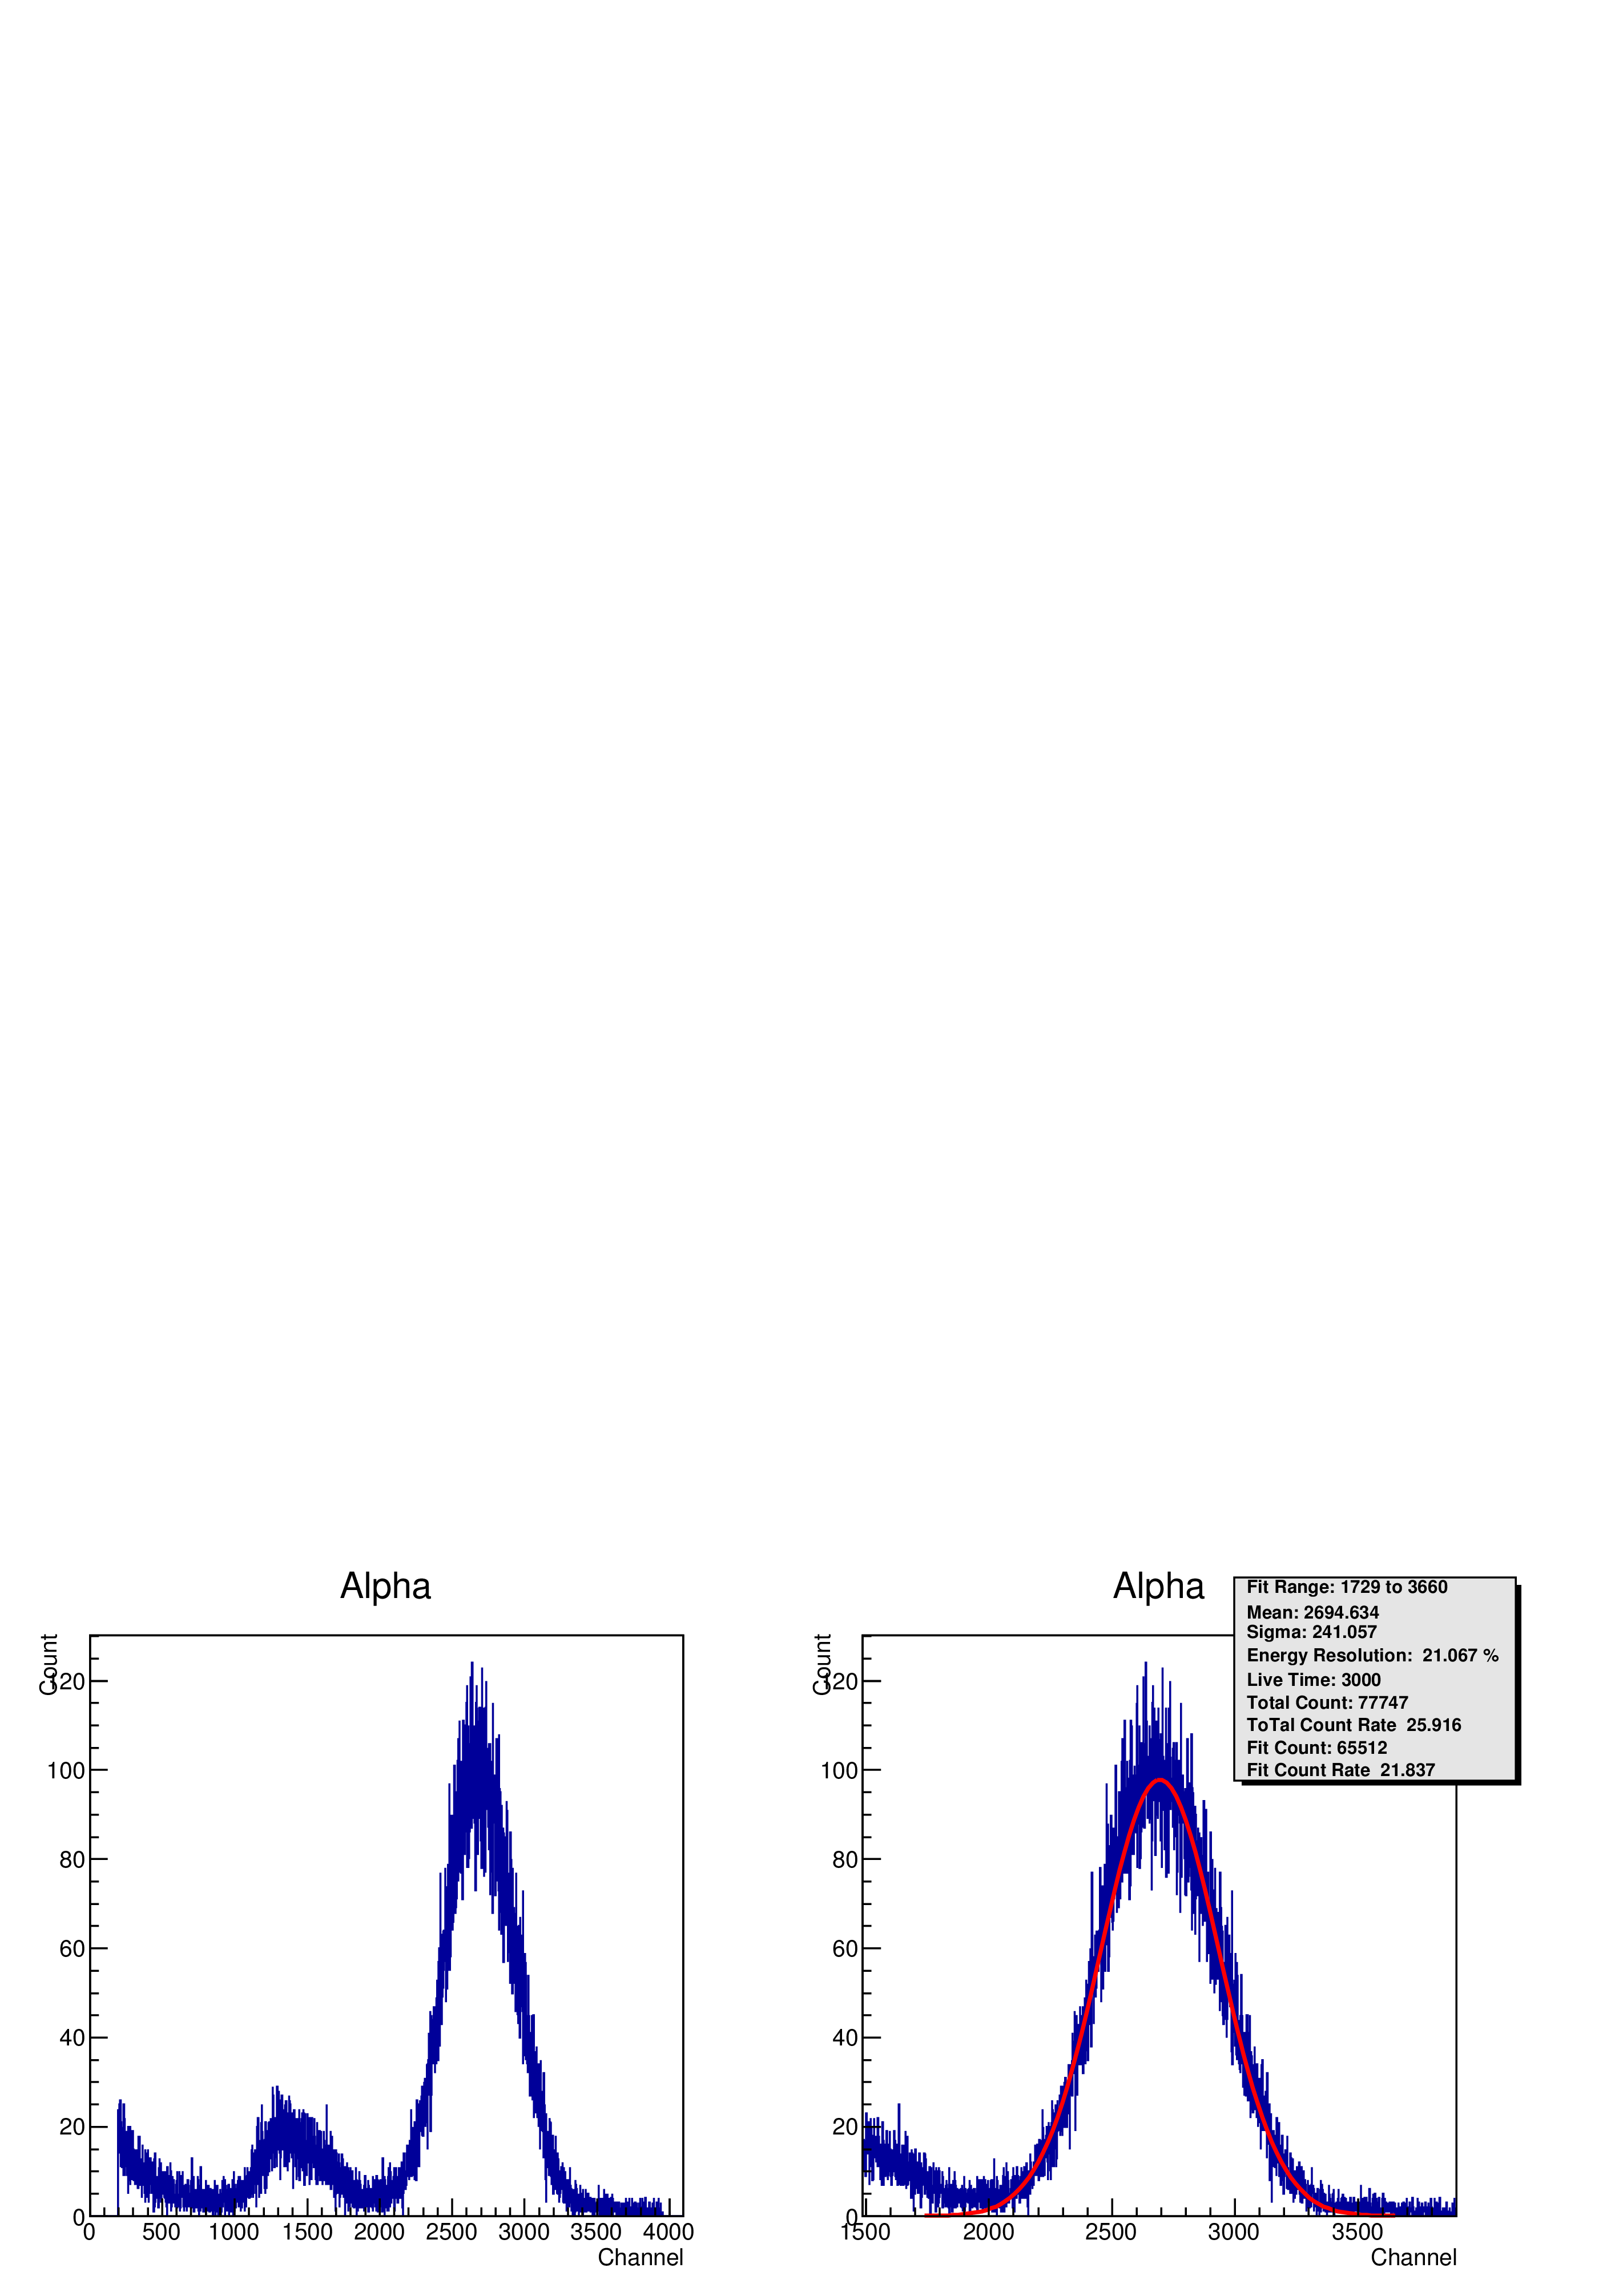 Alpha
Count
120
100
80
60
40
20
0
0 500 1000 1500 2000 2500 3000 3500 4000
Channel
Alpha
Fit Range: 1729 to 3660
Mean: 2694.634
Sigma: 241.057
Energy Resolution: 21.067 %
Live Time: 3000
Total Count: 77747
ToTal Count Rate 25.916
Fit Count: 65512
Fit Count Rate 21.837
Count
120
100
80
60
40
20
0
1500 2000 2500 3000 3500
Channel